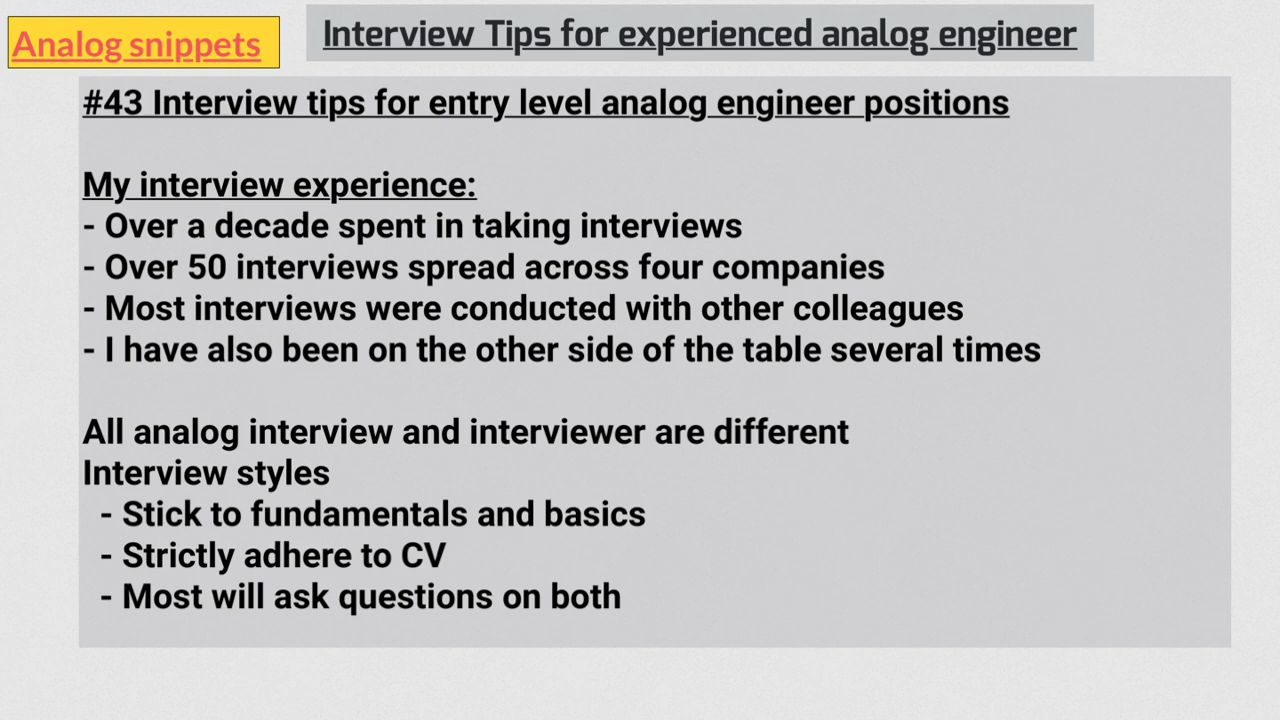 Analog snippets
Interview Tips for experienced analog engineer
#43 Interview tips for entry level analog engineer positions
My interview experience:
- Over a decade spent in taking interviews
- Over 50 interviews spread across four companies
- Most interviews were conducted with other colleagues
- I have also been on the other side of the table several times
All analog interview and interviewer are different
Interview styles
- Stick to fundamentals and basics
- Strictly adhere to CV
- Most will ask questions on both